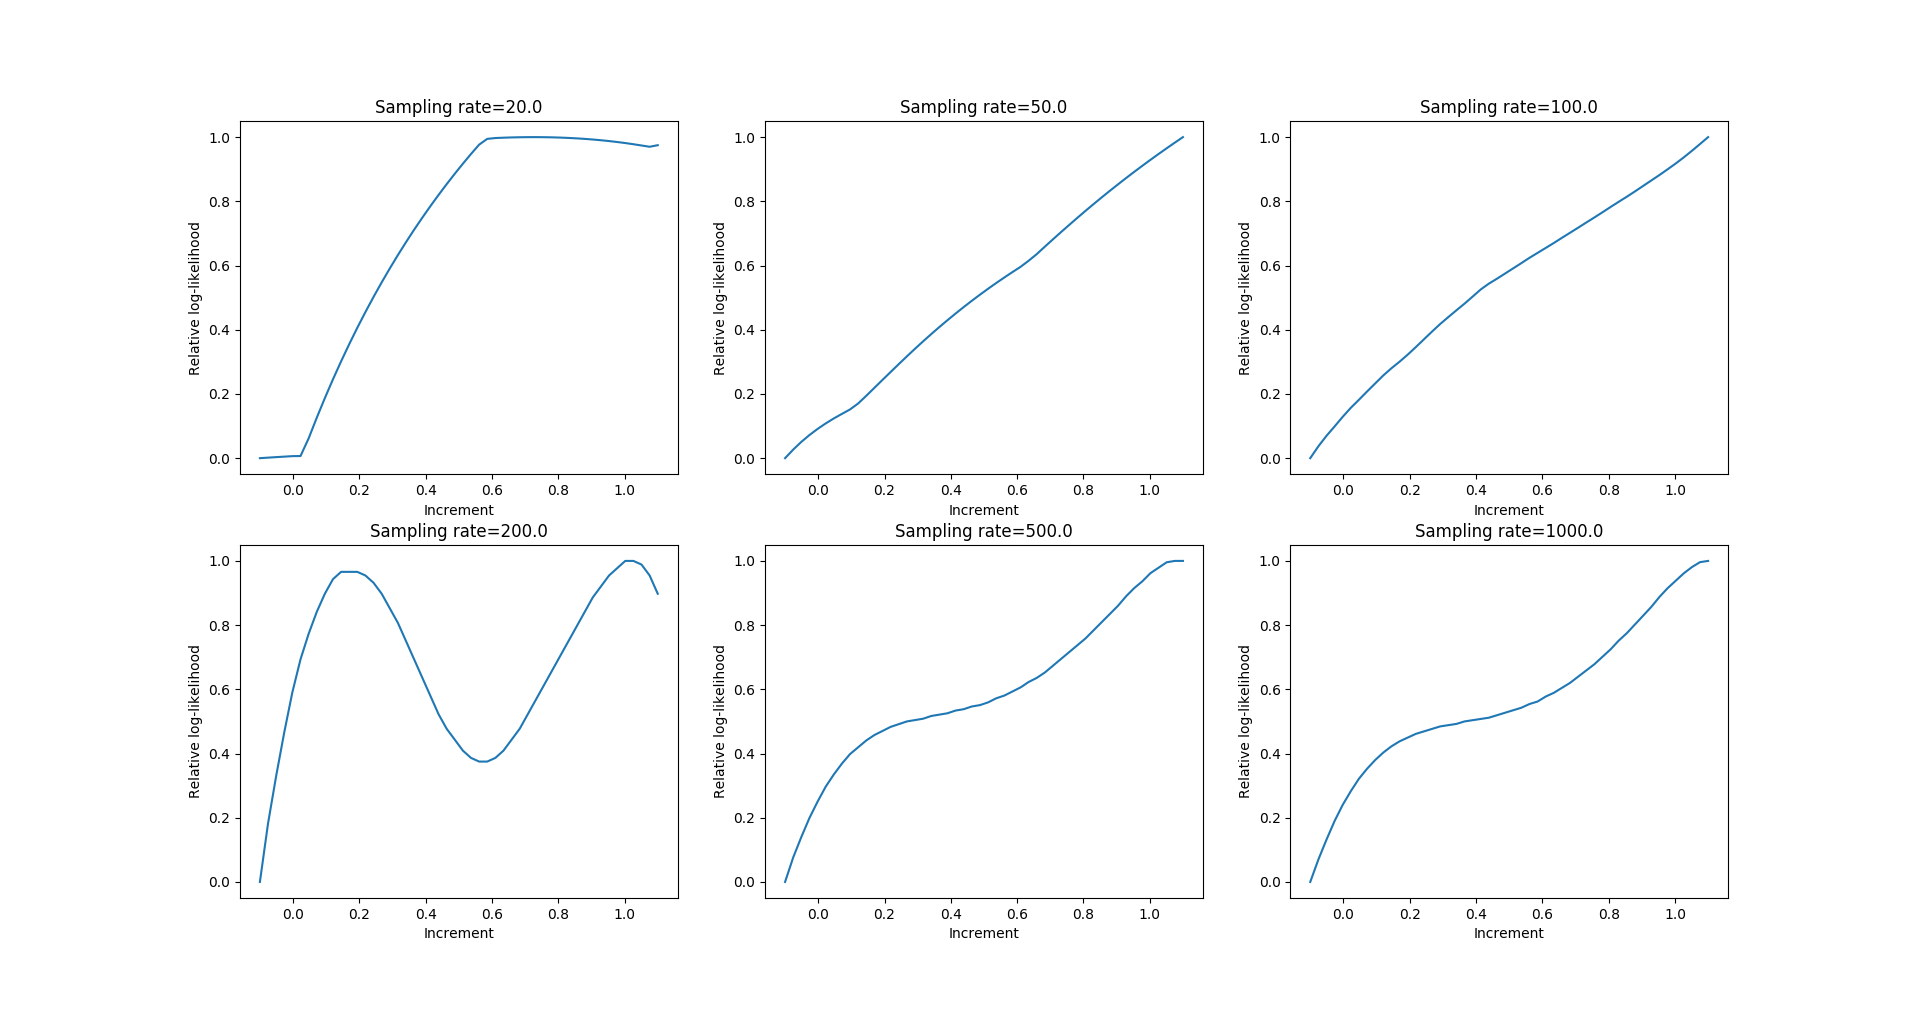 Sampling rate=20.0
Sampling rate=50.0
Sampling rate=100.0
1.0
0.8
0.6
0.4
0.2
0.0
Relative log-likelihood
0.0 0.2 0.4 0.6 0.8 1.0
Increment
1.0
0.8
0.6
0.4
0.2
0.0
Relative log-likelihood
0.0 0.2 0.4 0.6 0.8 1.0
Increment
1.0
0.8
0.6
0.4
0.2
0.0
Relative log-likelihood
0.0 0.2 0.4 0.6 0.8 1.0
Increment
Sampling rate=200.0
Sampling rate=500.0
Sampling rate=1000.0
1.0
0.8
0.6
0.4
0.2
0.0
Relative log-likelihood
0.0 0.2 0.4 0.6 0.8 1.0
Increment
1.0
0.8
0.6
0.4
0.2
0.0
Relative log-likelihood
0.0 0.2 0.4 0.6 0.8 1.0
Increment
1.0
0.8
0.6
0.4
0.2
0.0
Relative log-likelihood
0.0 0.2 0.4 0.6 0.8 1.0
Increment